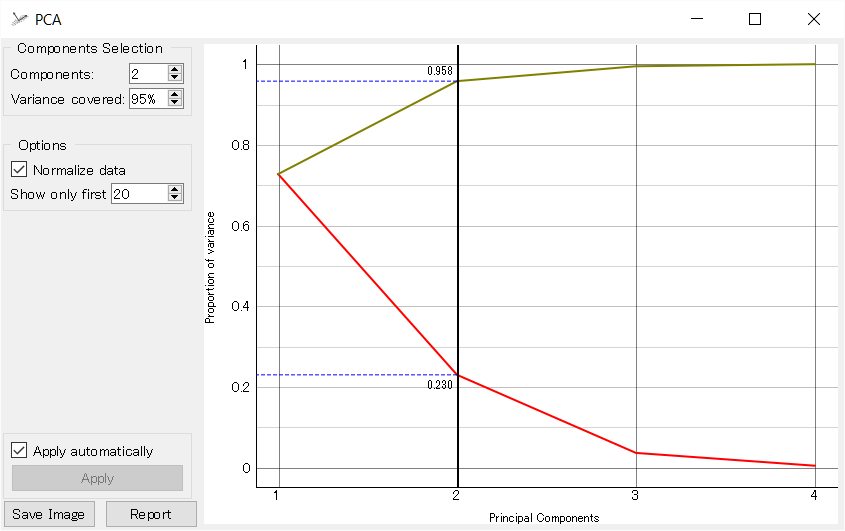 PCA
Components Selection
Components: 2
Variance covered: 95%
Options
Normalize data
Show only first 20
Apply automatically
Apply
Save Image
Report
Proportion of variance
1
0.8
0.6
0.4
0.2
0
0.958
0.230
1 2 3 4
Principal Components